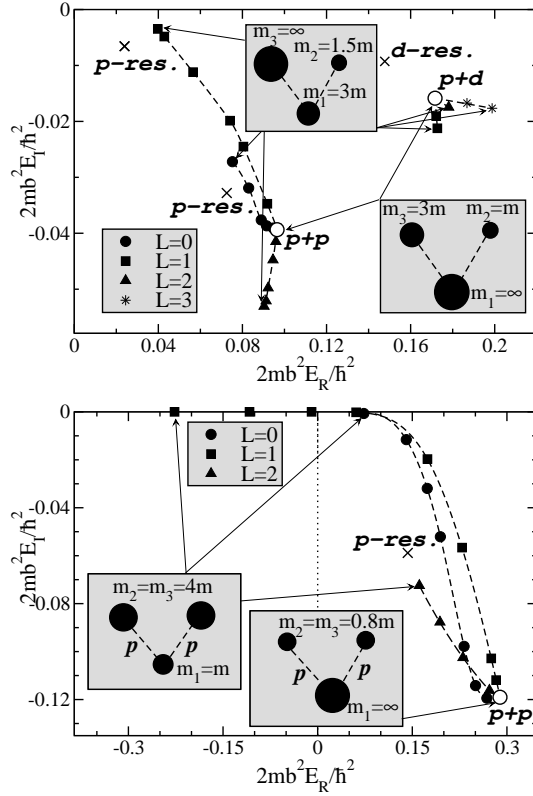 0
-0.02
-0.04
2mb²E_I/ħ²
p-res.
m₃=∞
m₂=1.5m
m₁=3m
d-res.
p+d
p-res.
p+p
m₃=3m
m₂=m
m₁=∞
L=0
L=1
L=2
L=3
0
0.04
0.08
0.12
0.16
0.2
2mb²E_R/ħ²
0
-0.04
-0.08
-0.12
2mb²E_I/ħ²
L=0
L=1
L=2
p-res.
m₂=m₃=4m
p
p
m₁=m
m₂=m₃=0.8m
p
p
m₁=∞
p+p
-0.3
-0.15
0
0.15
0.3
2mb²E_R/ħ²